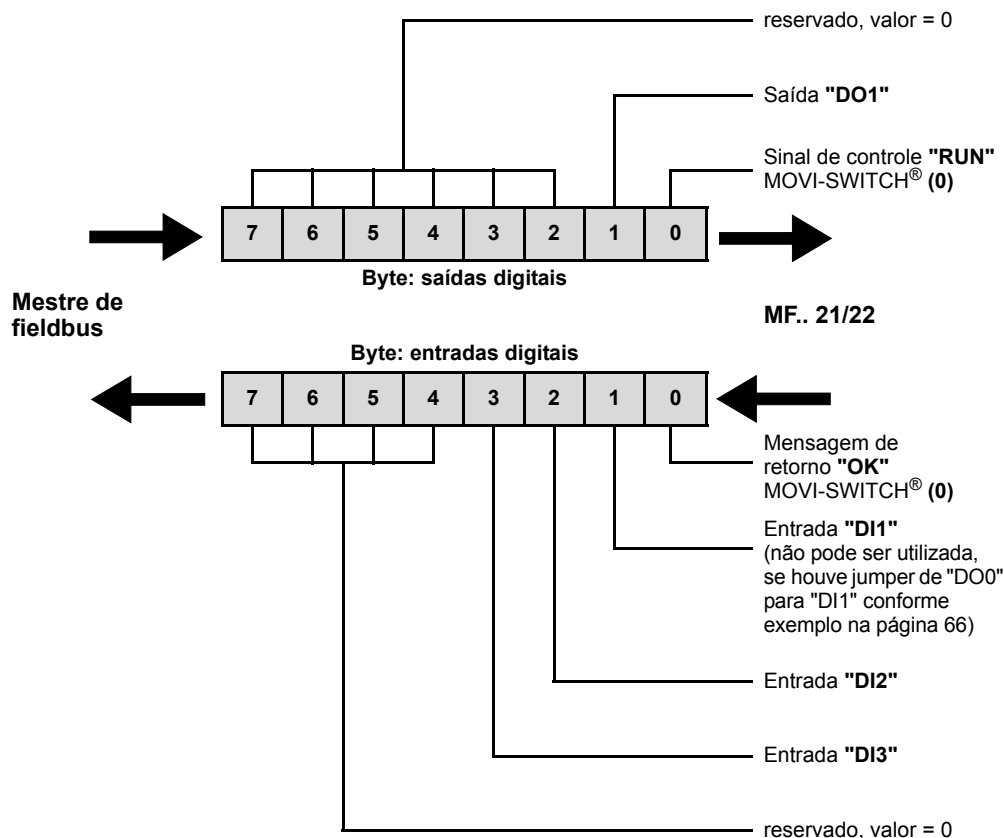 reservado, valor = 0
Saída "DO1"
Sinal de controle "RUN"
MOVI-SWITCH® (0)
7 6 5 4 3 2 1 0
Byte: saídas digitais
Mestre de
fieldbus
MF.. 21/22
Byte: entradas digitais
7 6 5 4 3 2 1 0
Mensagem de
retorno "OK"
MOVI-SWITCH® (0)
Entrada "DI1"
(não pode ser utilizada,
se houve jumper de "DO0"
para "DI1" conforme
exemplo na página 66)
Entrada "DI2"
Entrada "DI3"
reservado, valor = 0